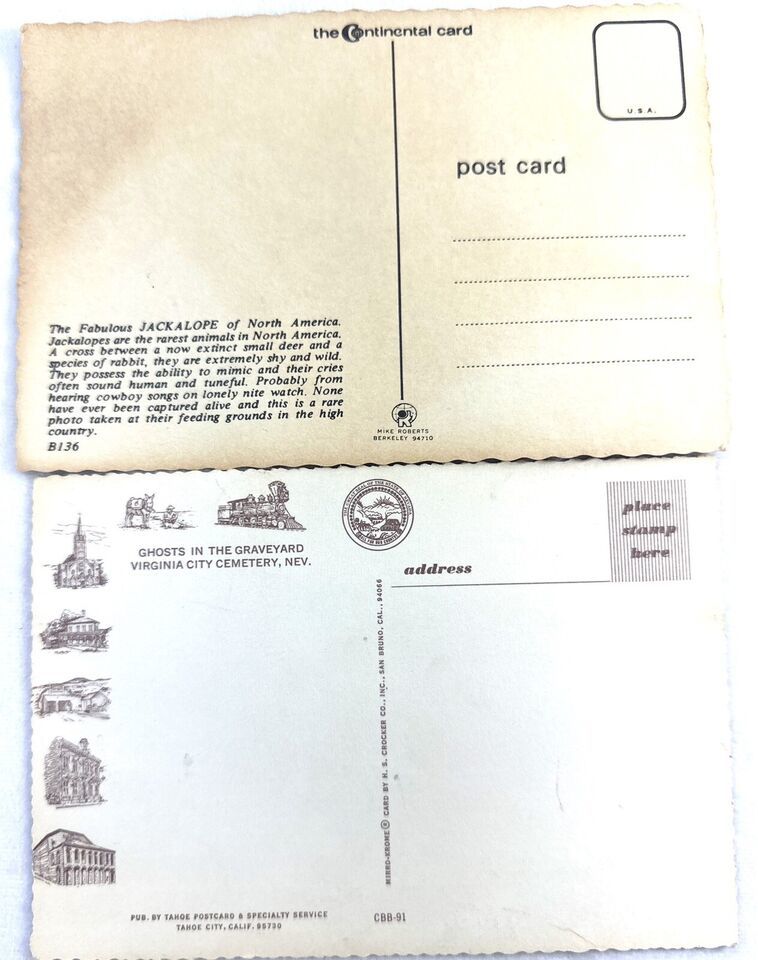 the Continental card
U.S.A.
post card
The Fabulous JACKALOPE of North America.
Jackalopes are the rarest animals in North America.
A cross between a now extinct small deer and a
species of rabbit, they are extremely shy and wild.
They possess the ability to mimic and their cries
often sound human and tuneful. Probably from
hearing cowboy songs on lonely nite watch. None
have ever been captured alive and this is a rare
photo taken at their feeding grounds in the high
country.
B136
MIKE ROBERTS
BERKELEY 94710
GHOSTS IN THE GRAVEYARD
VIRGINIA CITY CEMETERY, NEV.
place
stamp
here
address
MIRRO-KROME ® CARD BY H. S. CROCKER CO., INC., SAN BRUNO, CAL., 94066
PUB. BY TAHOE POSTCARD & SPECIALTY SERVICE
TAHOE CITY, CALIF. 95730
CBB-91